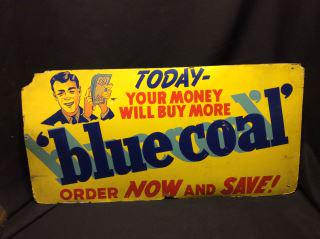 TODAY-
YOUR MONEY
WILL BUY MORE
'blue coal'
ORDER NOW AND SAVE!